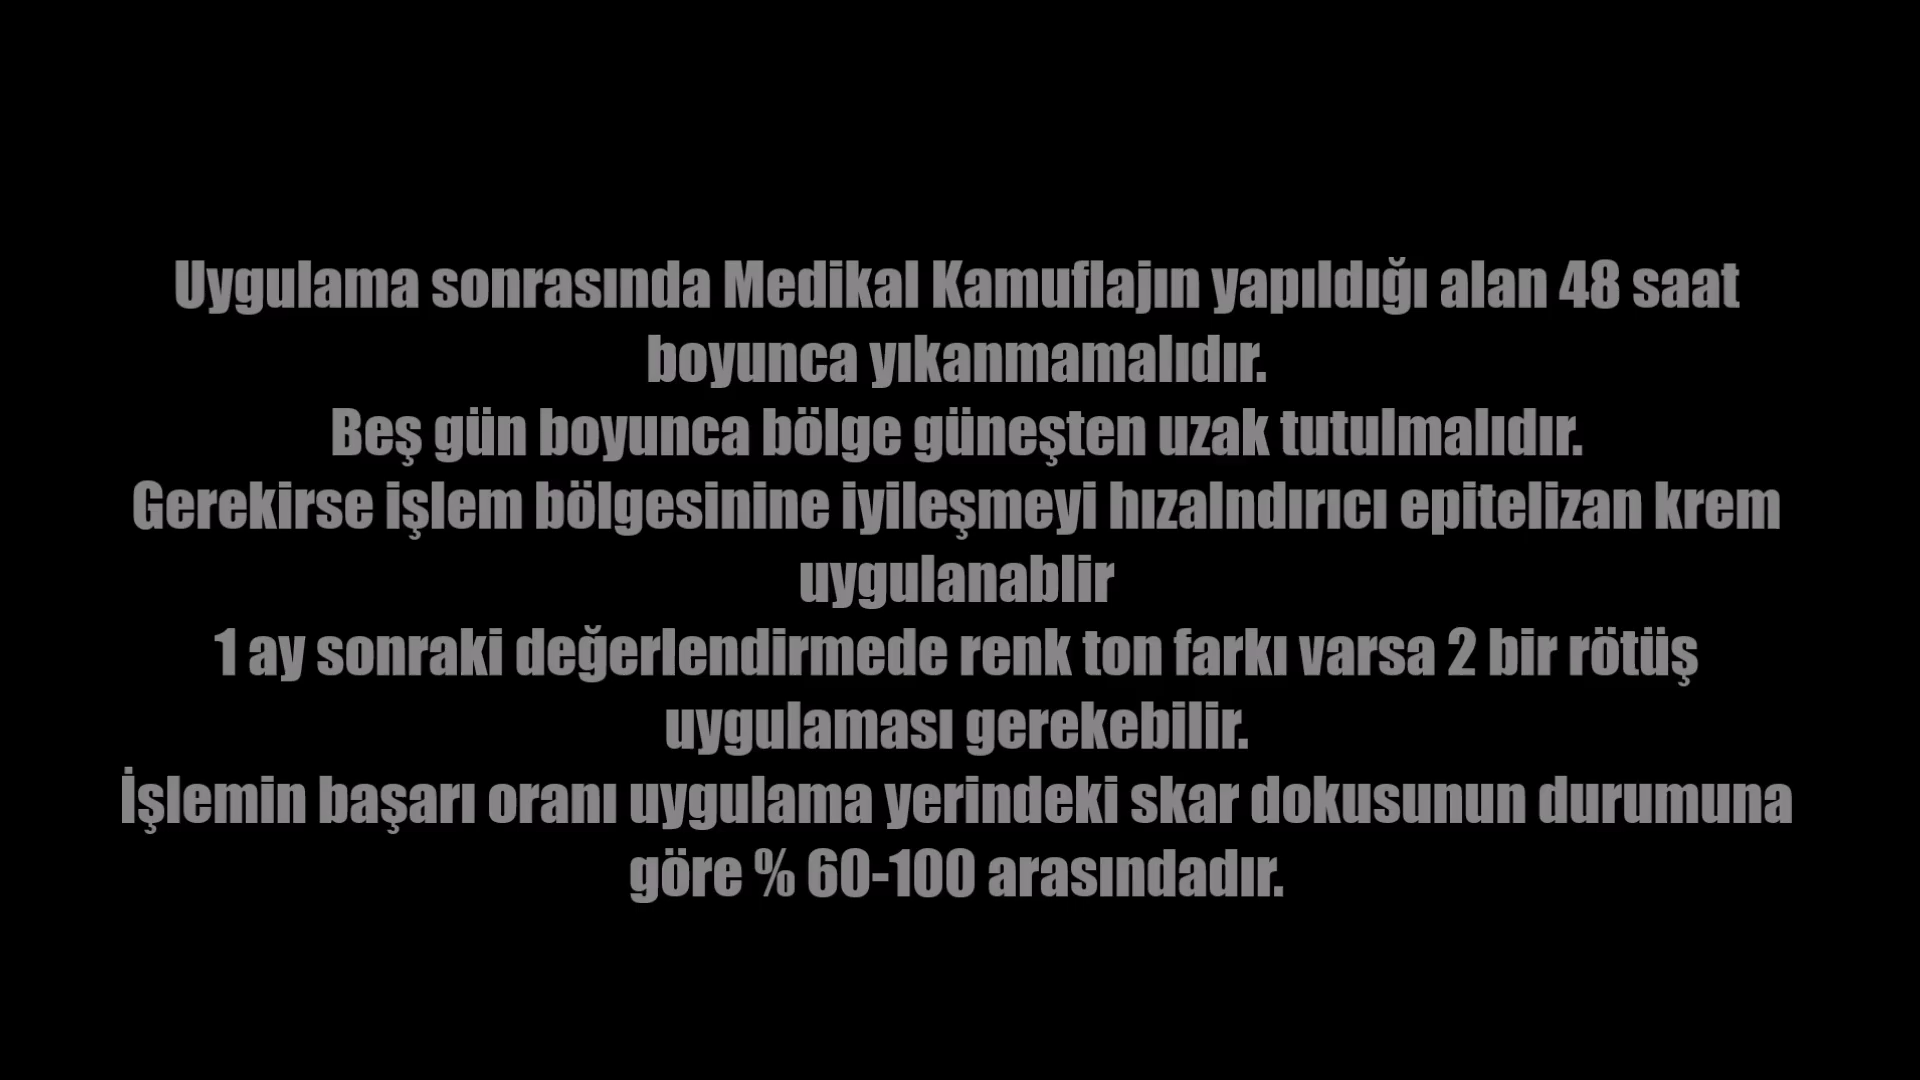 Uygulama sonrasında Medikal Kamuflajın yapıldığı alan 48 saat
boyunca yıkanmamalıdır.
Beş gün boyunca bölge güneşten uzak tutulmalıdır.
Gerekirse işlem bölgesinine iyileşmeyi hızalndırıcı epitelizan krem
uygulanablir
1 ay sonraki değerlendirmede renk ton farkı varsa 2 bir rötüş
uygulaması gerekebilir.
İşlemin başarı oranı uygulama yerindeki skar dokusunun durumuna
göre % 60-100 arasındadır.